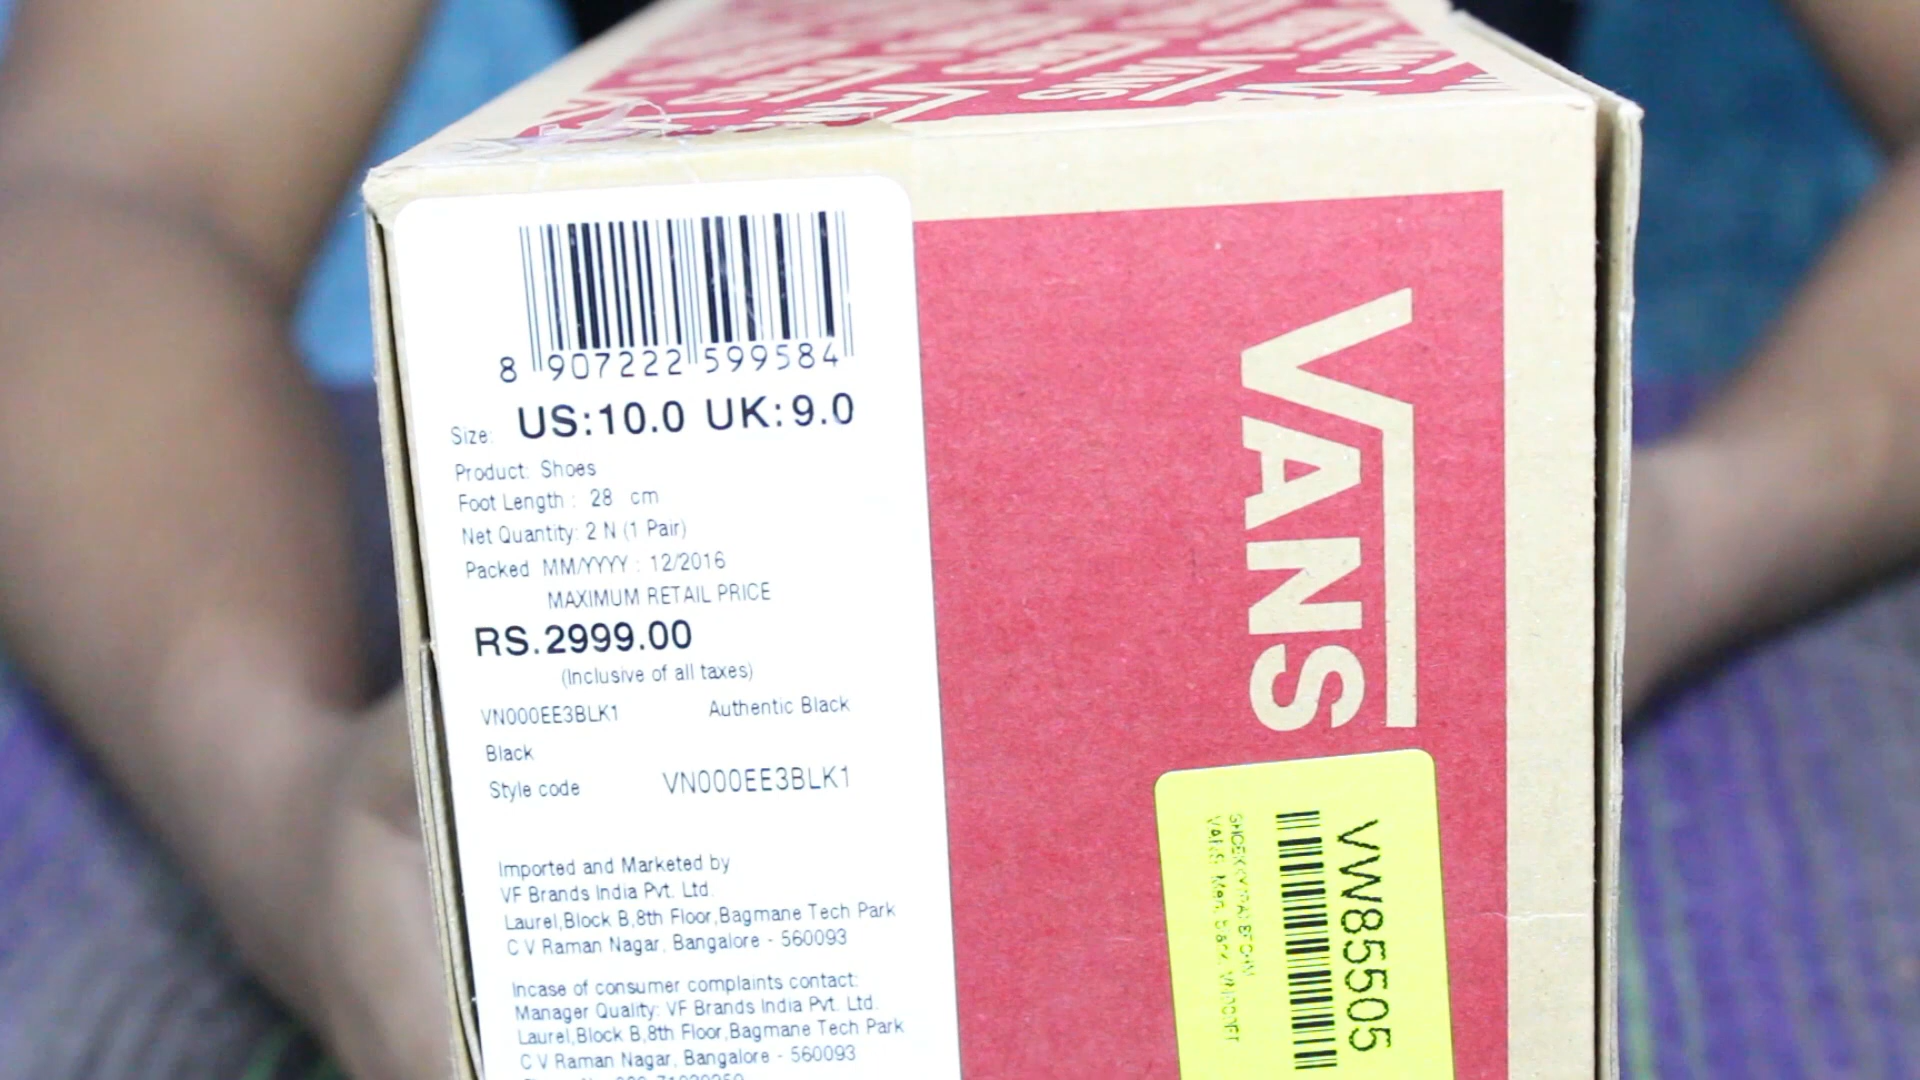 VANS
8 907222 599584
Size: US:10.0 UK:9.0
Product: Shoes
Foot Length : 28 cm
Net Quantity: 2 N (1 Pair)
Packed MM/YYYY : 12/2016
MAXIMUM RETAIL PRICE
RS.2999.00
(Inclusive of all taxes)
VN000EE3BLK1 Authentic Black
Black
Style code VN000EE3BLK1
Imported and Marketed by
VF Brands India Pvt. Ltd.
Laurel,Block B,8th Floor,Bagmane Tech Park
C V Raman Nagar, Bangalore - 560093
Incase of consumer complaints contact:
Manager Quality: VF Brands India Pvt. Ltd.
Laurel,Block B,8th Floor,Bagmane Tech Park
C V Raman Nagar, Bangalore - 560093
VANS
VW85505
VANS Men